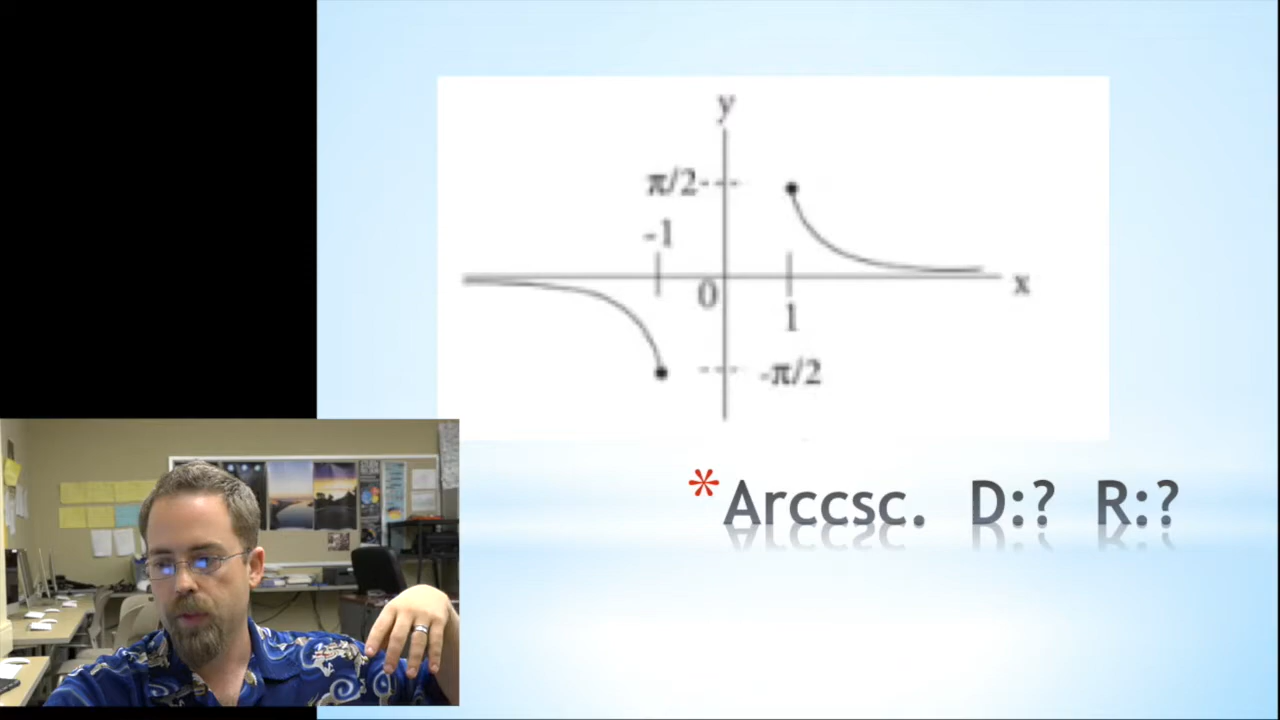 y
π/2
-1
0
x
1
-π/2
* Arccsc. D:? R:?